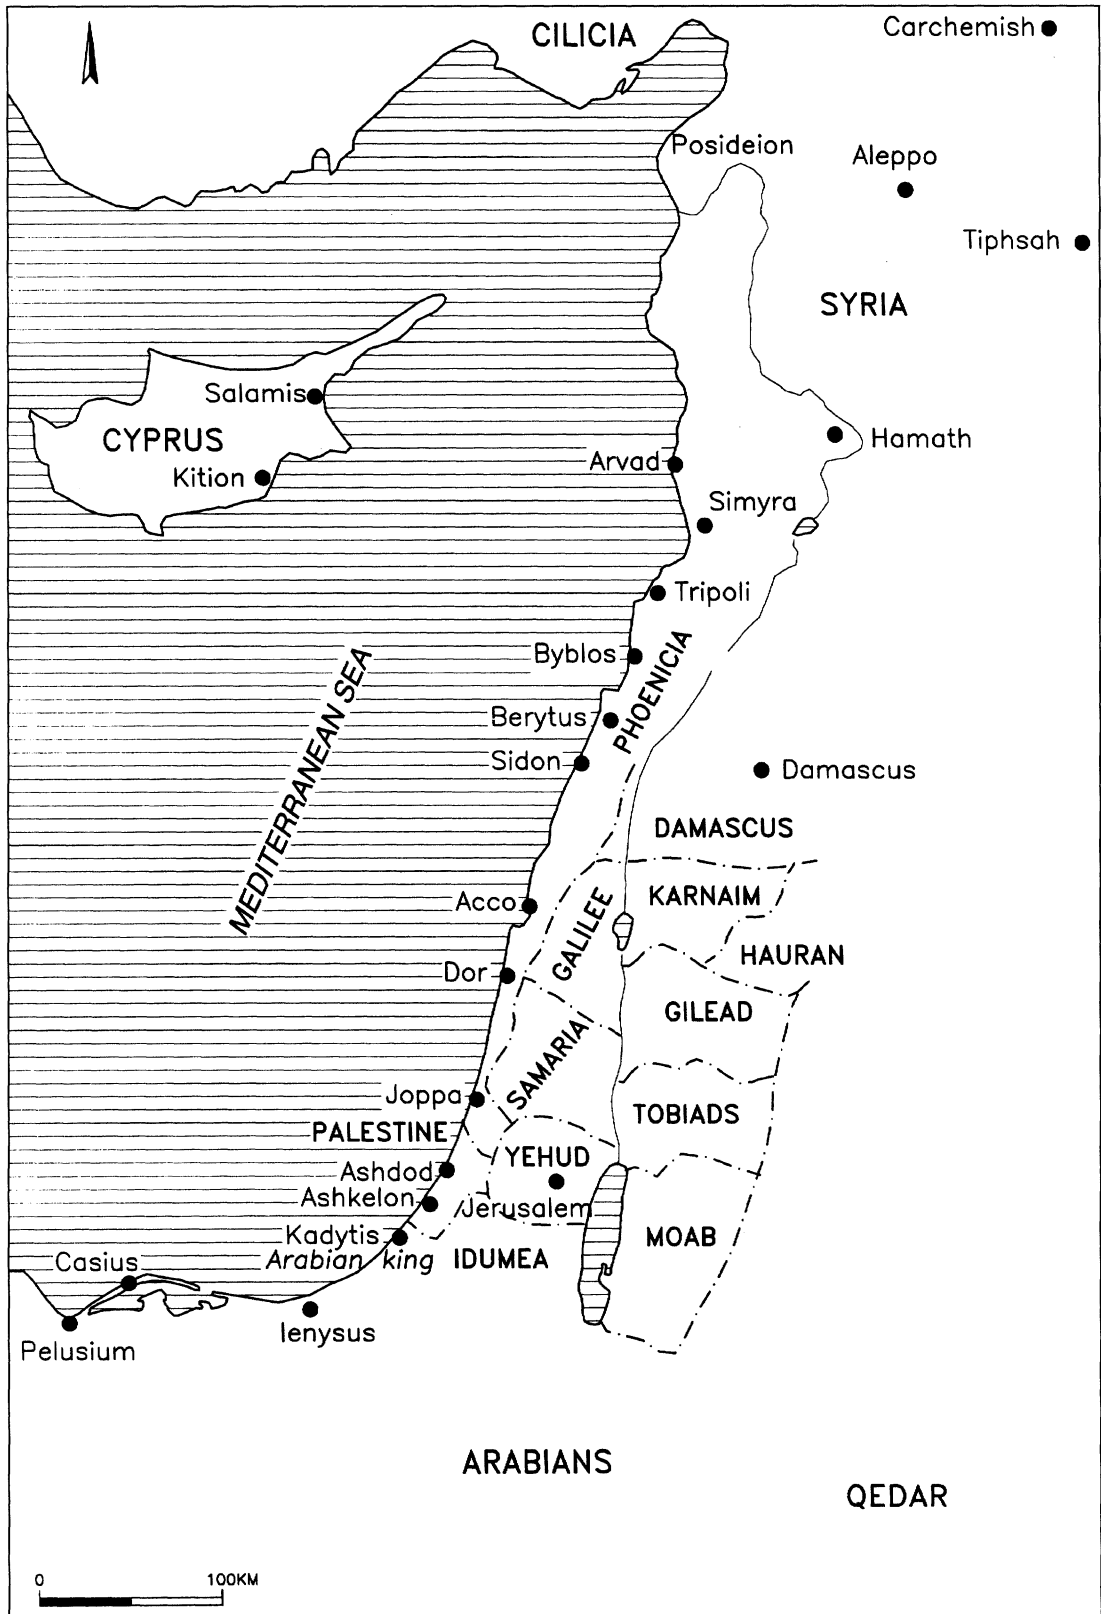 CILICIA
Carchemish
Posideion
Aleppo
Tiphsah
SYRIA
Salamis
CYPRUS
Kition
Hamath
Arvad
Simyra
Tripoli
Byblos
PHOENICIA
MEDITERRANEAN SEA
Berytus
Sidon
Damascus
DAMASCUS
KARNAIM
Acco
GALILEE
HAURAN
Dor
GILEAD
SAMARIA
Joppa
TOBIADS
PALESTINE
YEHUD
Ashdod
Ashkelon
Jerusalem
Kadytis
MOAB
Arabian king
IDUMEA
Casius
Ienysus
Pelusium
ARABIANS
QEDAR
0 100KM